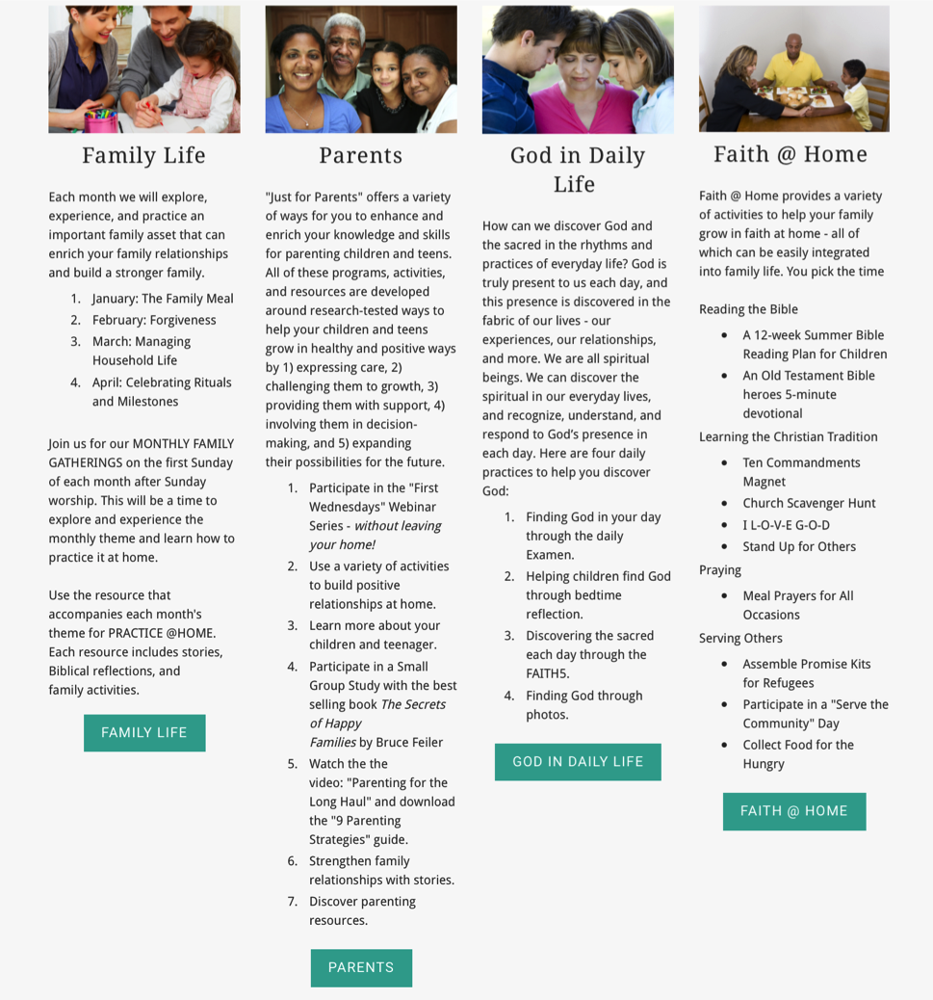 Family Life
Each month we will explore,
experience, and practice an
important family asset that can
enrich your family relationships
and build a stronger family.
1. January: The Family Meal
2. February: Forgiveness
3. March: Managing
Household Life
4. April: Celebrating Rituals
and Milestones
Join us for our MONTHLY FAMILY
GATHERINGS on the first Sunday
of each month after Sunday
worship. This will be a time to
explore and experience the
monthly theme and learn how to
practice it at home.
Use the resource that
accompanies each month's
theme for PRACTICE @HOME.
Each resource includes stories,
Biblical reflections, and
family activities.
FAMILY LIFE
Parents
"Just for Parents" offers a variety
of ways for you to enhance and
enrich your knowledge and skills
for parenting children and teens.
All of these programs, activities,
and resources are developed
around research-tested ways to
help your children and teens
grow in healthy and positive ways
by 1) expressing care, 2)
challenging them to growth, 3)
providing them with support, 4)
involving them in decision-
making, and 5) expanding
their possibilities for the future.
1. Participate in the "First
Wednesdays" Webinar
Series - without leaving
your home!
2. Use a variety of activities
to build positive
relationships at home.
3. Learn more about your
children and teenager.
4. Participate in a Small
Group Study with the best
selling book The Secrets
of Happy
Families by Bruce Feiler
5. Watch the the
video: "Parenting for the
Long Haul" and download
the "9 Parenting
Strategies" guide.
6. Strengthen family
relationships with stories.
7. Discover parenting
resources.
PARENTS
God in Daily
Life
How can we discover God and
the sacred in the rhythms and
practices of everyday life? God is
truly present to us each day, and
this presence is discovered in the
fabric of our lives - our
experiences, our relationships,
and more. We are all spiritual
beings. We can discover the
spiritual in our everyday lives,
and recognize, understand, and
respond to God's presence in
each day. Here are four daily
practices to help you discover
God:
1. Finding God in your day
through the daily
Examen.
2. Helping children find God
through bedtime
reflection.
3. Discovering the sacred
each day through the
FAITH5.
4. Finding God through
photos.
GOD IN DAILY LIFE
Faith @ Home
Faith @ Home provides a variety
of activities to help your family
grow in faith at home - all of
which can be easily integrated
into family life. You pick the time
Reading the Bible
• A 12-week Summer Bible
Reading Plan for Children
• An Old Testament Bible
heroes 5-minute
devotional
Learning the Christian Tradition
• Ten Commandments
Magnet
• Church Scavenger Hunt
• I L-O-V-E G-O-D
• Stand Up for Others
Praying
• Meal Prayers for All
Occasions
Serving Others
• Assemble Promise Kits
for Refugees
• Participate in a "Serve the
Community" Day
• Collect Food for the
Hungry
FAITH @ HOME